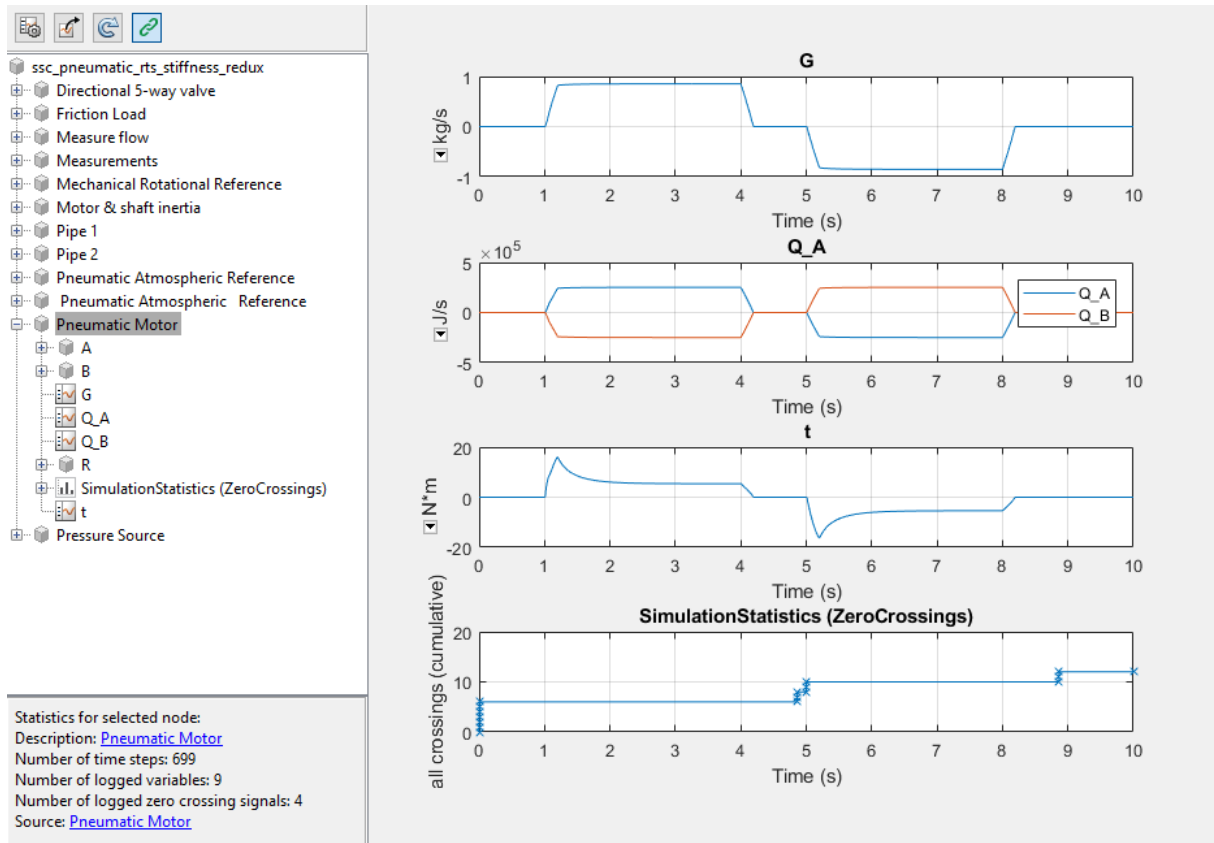 ssc_pneumatic_rts_stiffness_redux
Directional 5-way valve
Friction Load
Measure flow
Measurements
Mechanical Rotational Reference
Motor & shaft inertia
Pipe 1
Pipe 2
Pneumatic Atmospheric Reference
Pneumatic Atmospheric Reference
Pneumatic Motor
A
B
G
Q_A
Q_B
R
SimulationStatistics (ZeroCrossings)
t
Pressure Source
Statistics for selected node:
Description: Pneumatic Motor
Number of time steps: 699
Number of logged variables: 9
Number of logged zero crossing signals: 4
Source: Pneumatic Motor
G
kg/s
1
0
-1
0 1 2 3 4 5 6 7 8 9 10
Time (s)
Q_A
×10⁵
J/s
5
0
-5
Q_A
Q_B
0 1 2 3 4 5 6 7 8 9 10
Time (s)
t
N*m
20
0
-20
0 1 2 3 4 5 6 7 8 9 10
Time (s)
SimulationStatistics (ZeroCrossings)
all crossings (cumulative)
20
10
0
0 1 2 3 4 5 6 7 8 9 10
Time (s)